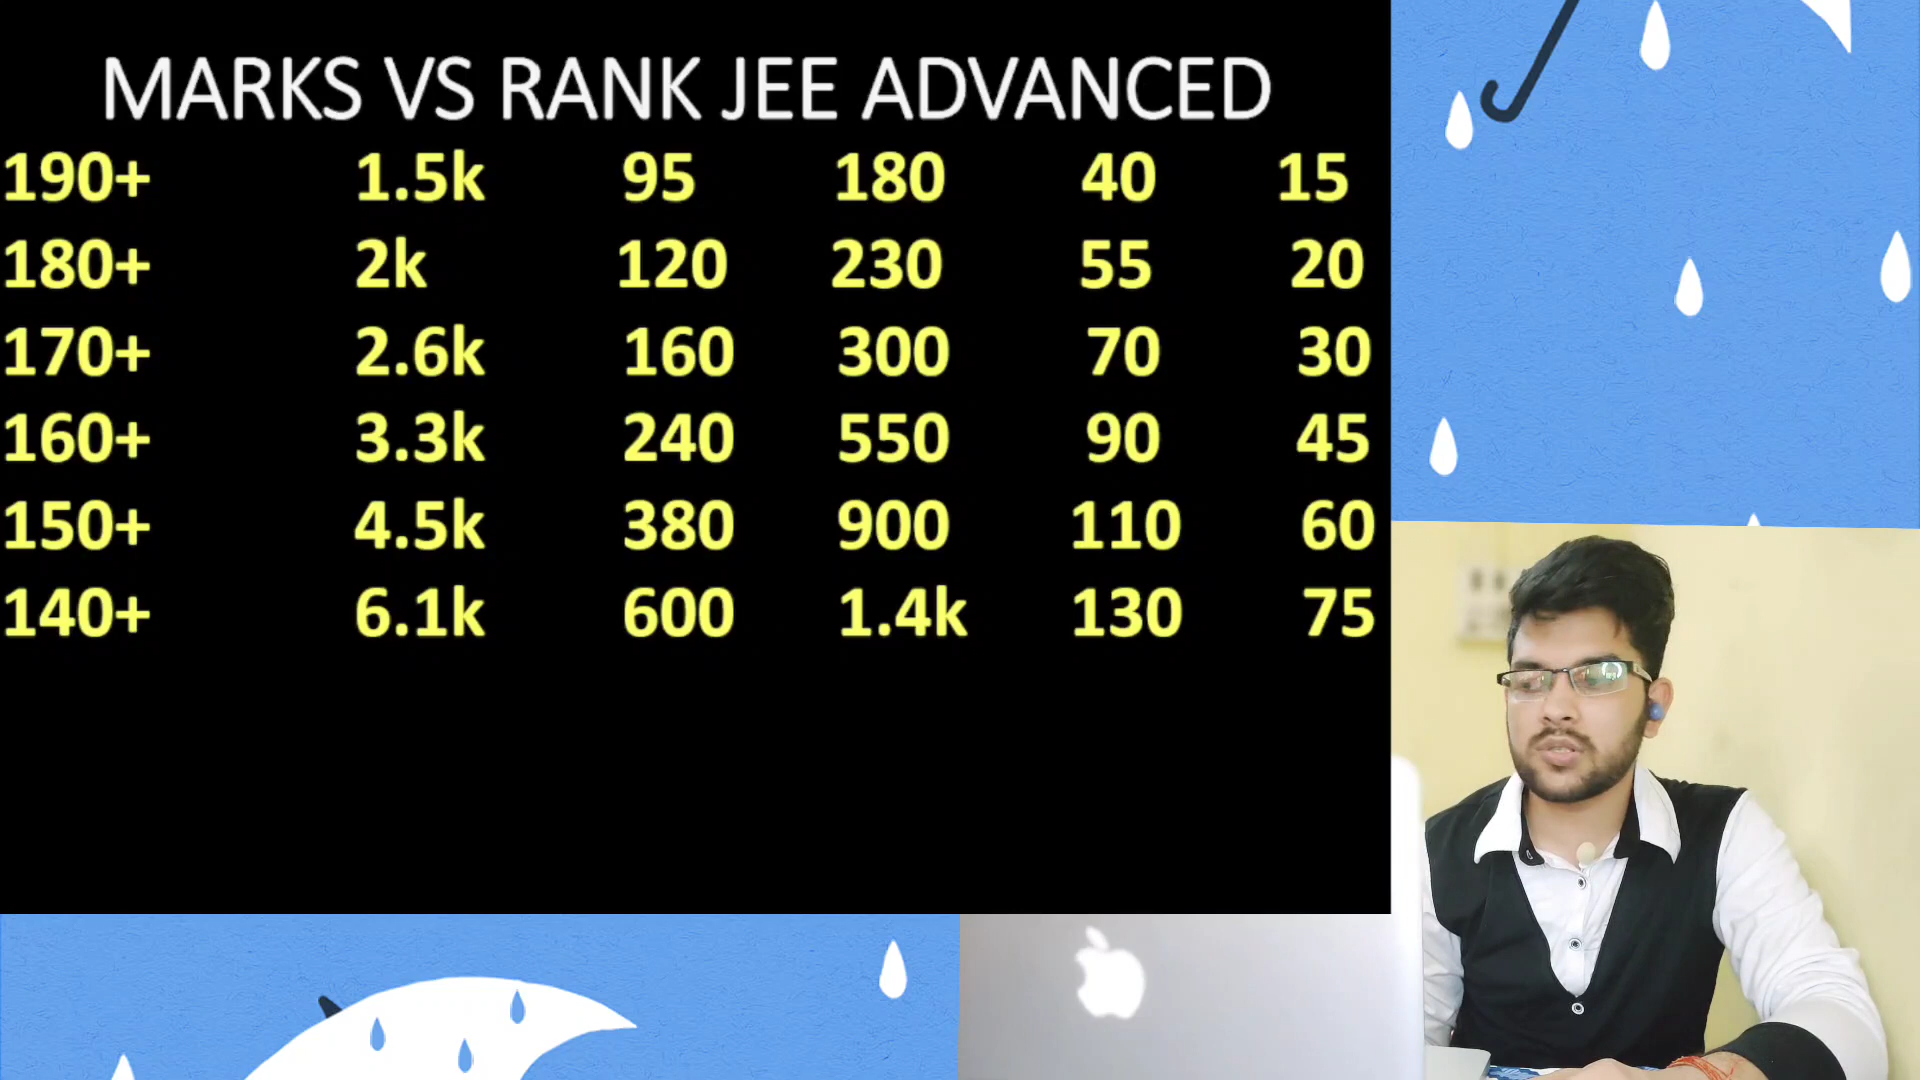 MARKS VS RANK JEE ADVANCED
190+ 1.5k 95 180 40 15
180+ 2k 120 230 55 20
170+ 2.6k 160 300 70 30
160+ 3.3k 240 550 90 45
150+ 4.5k 380 900 110 60
140+ 6.1k 600 1.4k 130 75